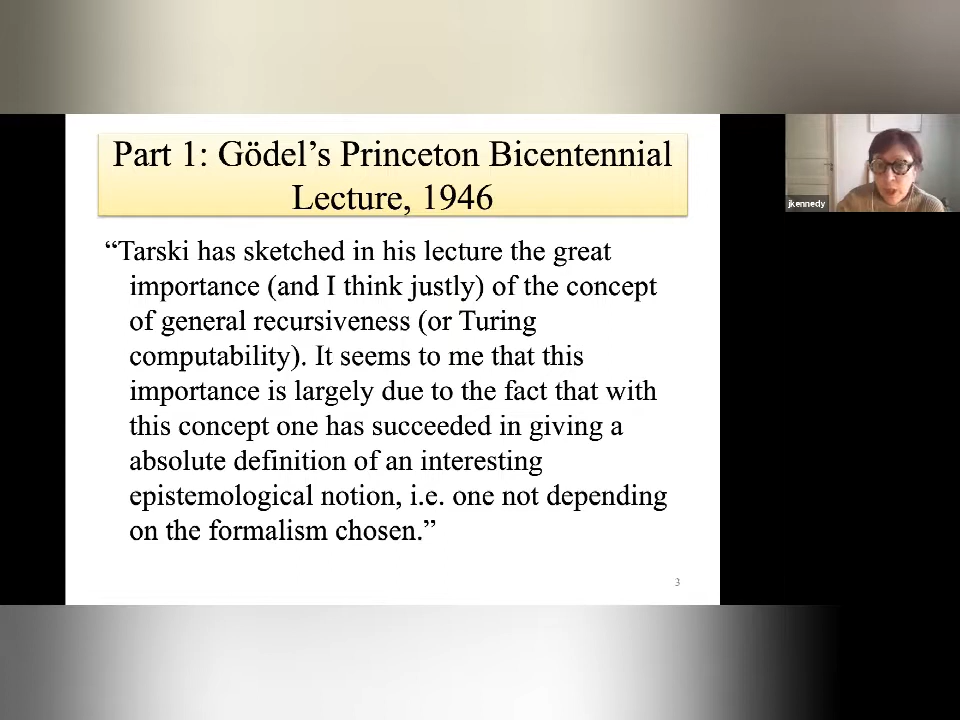 Part 1: Gödel’s Princeton Bicentennial
Lecture, 1946
“Tarski has sketched in his lecture the great
importance (and I think justly) of the concept
of general recursiveness (or Turing
computability). It seems to me that this
importance is largely due to the fact that with
this concept one has succeeded in giving a
absolute definition of an interesting
epistemological notion, i.e. one not depending
on the formalism chosen.”
3
jkennedy